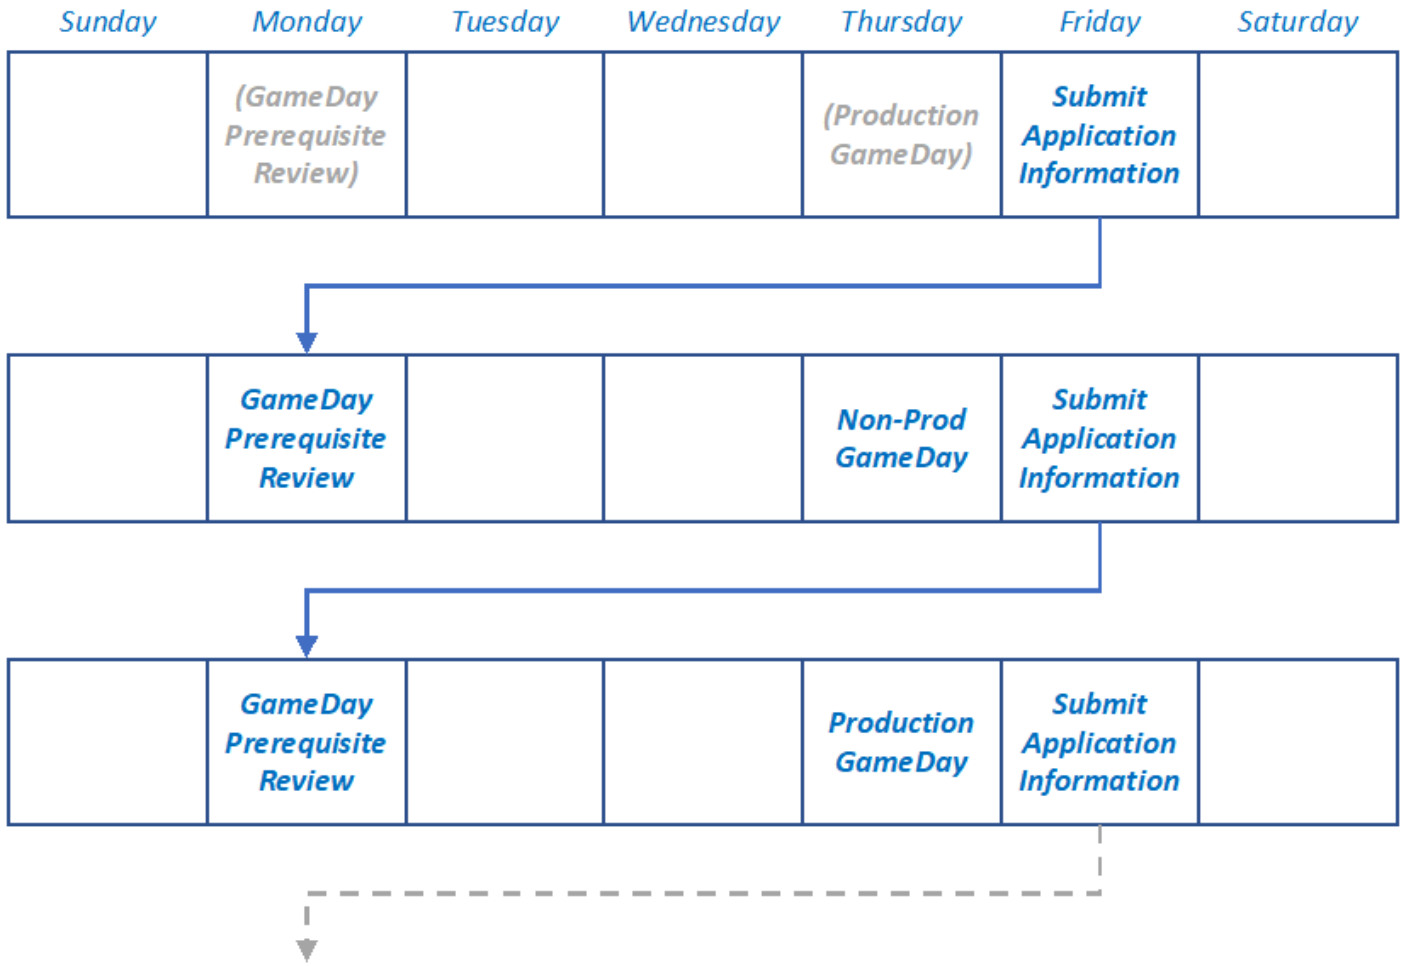 Sunday Monday Tuesday Wednesday Thursday Friday Saturday
(GameDay
Prerequisite
Review)
(Production
GameDay)
Submit
Application
Information
GameDay
Prerequisite
Review
Non-Prod
GameDay
Submit
Application
Information
GameDay
Prerequisite
Review
Production
GameDay
Submit
Application
Information